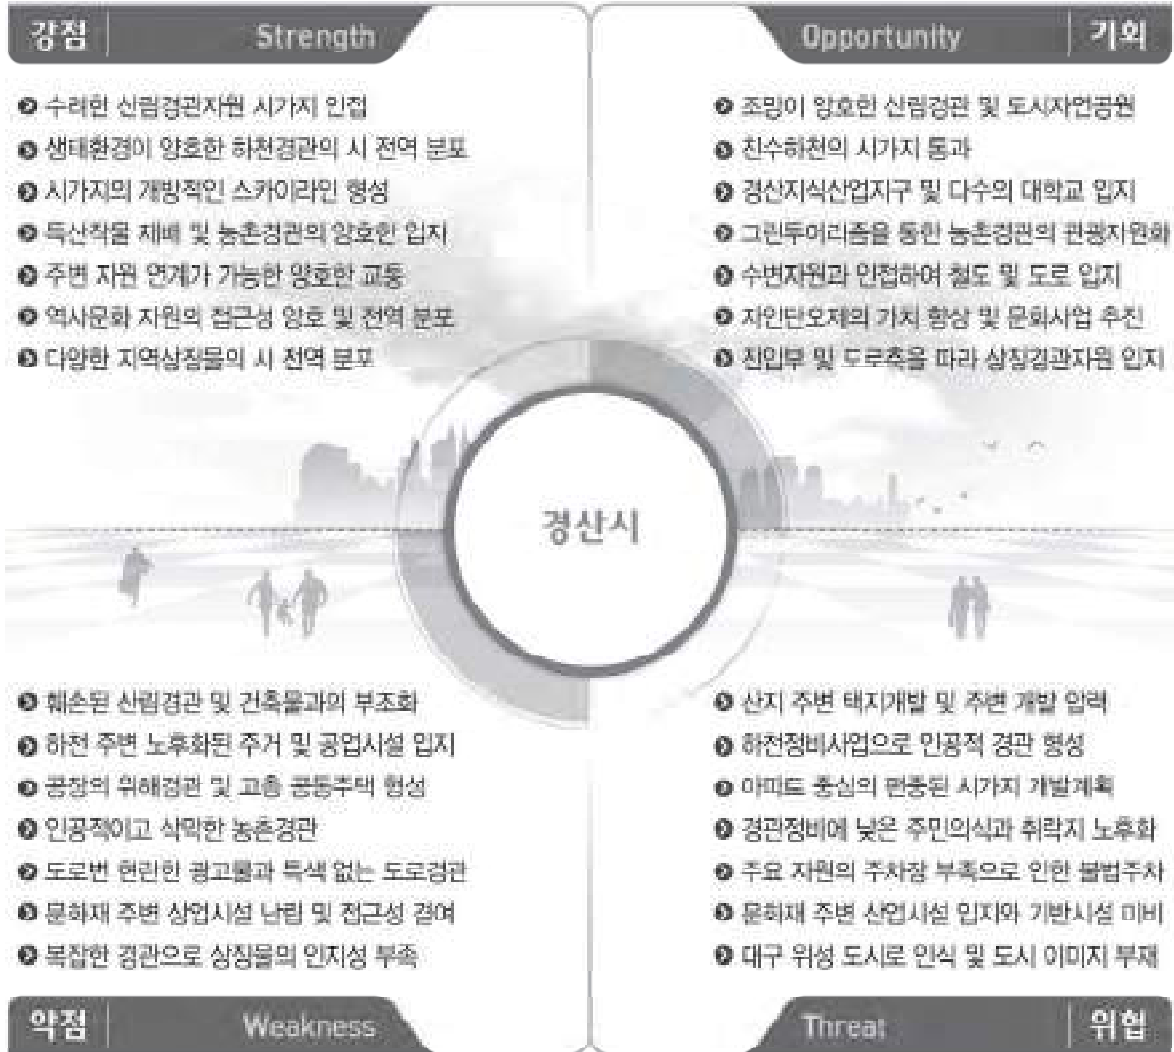 강점 Strength
수려한 산림경관자원 시가지 인접
생태환경이 양호한 하천경관의 시 전역 분포
시가지의 개방적인 스카이라인 형성
특산작물 재배 및 농촌경관의 양호한 입지
주변 자원 연계가 가능한 양호한 교통
역사문화 자원의 접근성 양호 및 전역 분포
다양한 지역상징물의 시 전역 분포
Opportunity 기회
조망이 양호한 산림경관 및 도시자연공원
친수하천의 시가지 통과
경산지식산업지구 및 다수의 대학교 입지
그린투어리즘을 통한 농촌경관의 관광자원화
수변자원과 인접하여 철도 및 도로 입지
자인단오제의 가치 향상 및 문화사업 추진
진입부 및 도로축을 따라 상징경관자원 입지
경산시
훼손된 산림경관 및 건축물과의 부조화
하천 주변 노후화된 주거 및 공업시설 입지
공장의 위해경관 및 고층 공동주택 형성
인공적이고 삭막한 농촌경관
도로변 현란한 광고물과 특색 없는 도로경관
문화재 주변 상업시설 난립 및 접근성 결여
복잡한 경관으로 상징물의 인지성 부족
약점 Weakness
산지 주변 택지개발 및 주변 개발 압력
하천정비사업으로 인공적 경관 형성
아파트 중심의 편중된 시가지 개발계획
경관정비에 낮은 주민의식과 취락지 노후화
주요 자원의 주차장 부족으로 인한 불법주차
문화재 주변 산업시설 입지와 기반시설 미비
대구 위성 도시로 인식 및 도시 이미지 부재
Threat 위협